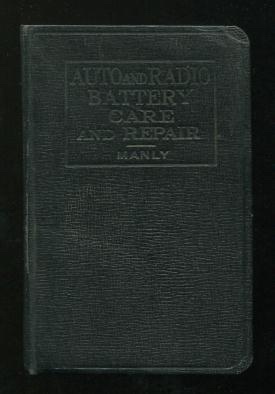 AUTO AND RADIO
BATTERY
CARE
AND REPAIR
MANLY